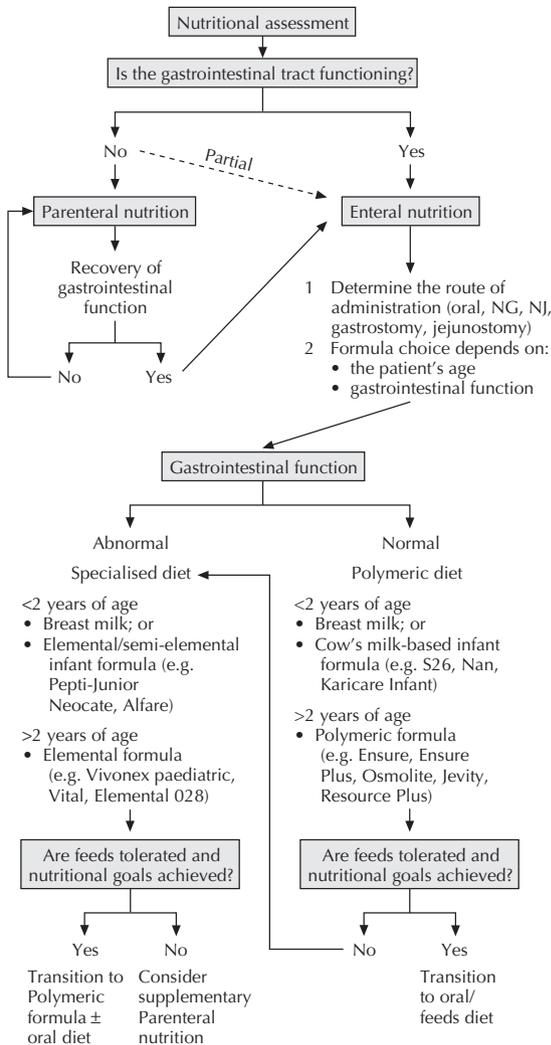 Nutritional assessment
Is the gastrointestinal tract functioning?
No
Partial
Yes
Parenteral nutrition
Enteral nutrition
Recovery of
gastrointestinal
function
No
Yes
1 Determine the route of
administration (oral, NG, NJ,
gastrostomy, jejunostomy)
2 Formula choice depends on:
• the patient's age
• gastrointestinal function
Gastrointestinal function
Abnormal
Specialised diet
<2 years of age
• Breast milk; or
• Elemental/semi-elemental
infant formula (e.g.
Pepti-Junior
Neocate, Alfare)
>2 years of age
• Elemental formula
(e.g. Vivonex paediatric,
Vital, Elemental 028)
Are feeds tolerated and
nutritional goals achieved?
Yes
Transition to
Polymeric
formula ±
oral diet
No
Consider
supplementary
Parenteral
nutrition
Normal
Polymeric diet
<2 years of age
• Breast milk; or
• Cow's milk-based infant
formula (e.g. S26, Nan,
Karicare Infant)
>2 years of age
• Polymeric formula
(e.g. Ensure, Ensure
Plus, Osmolite, Jevity,
Resource Plus)
Are feeds tolerated and
nutritional goals achieved?
No
Yes
Transition
to oral/
feeds diet